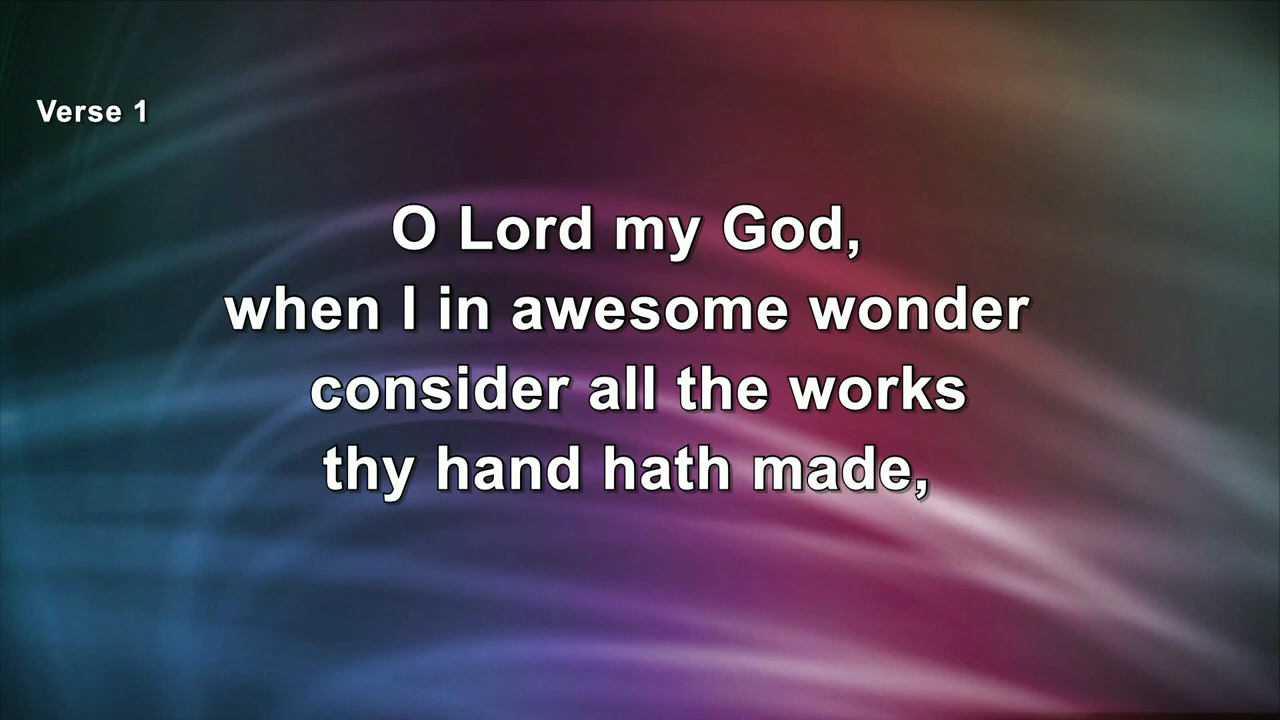 Verse 1
O Lord my God,
when I in awesome wonder
consider all the works
thy hand hath made,